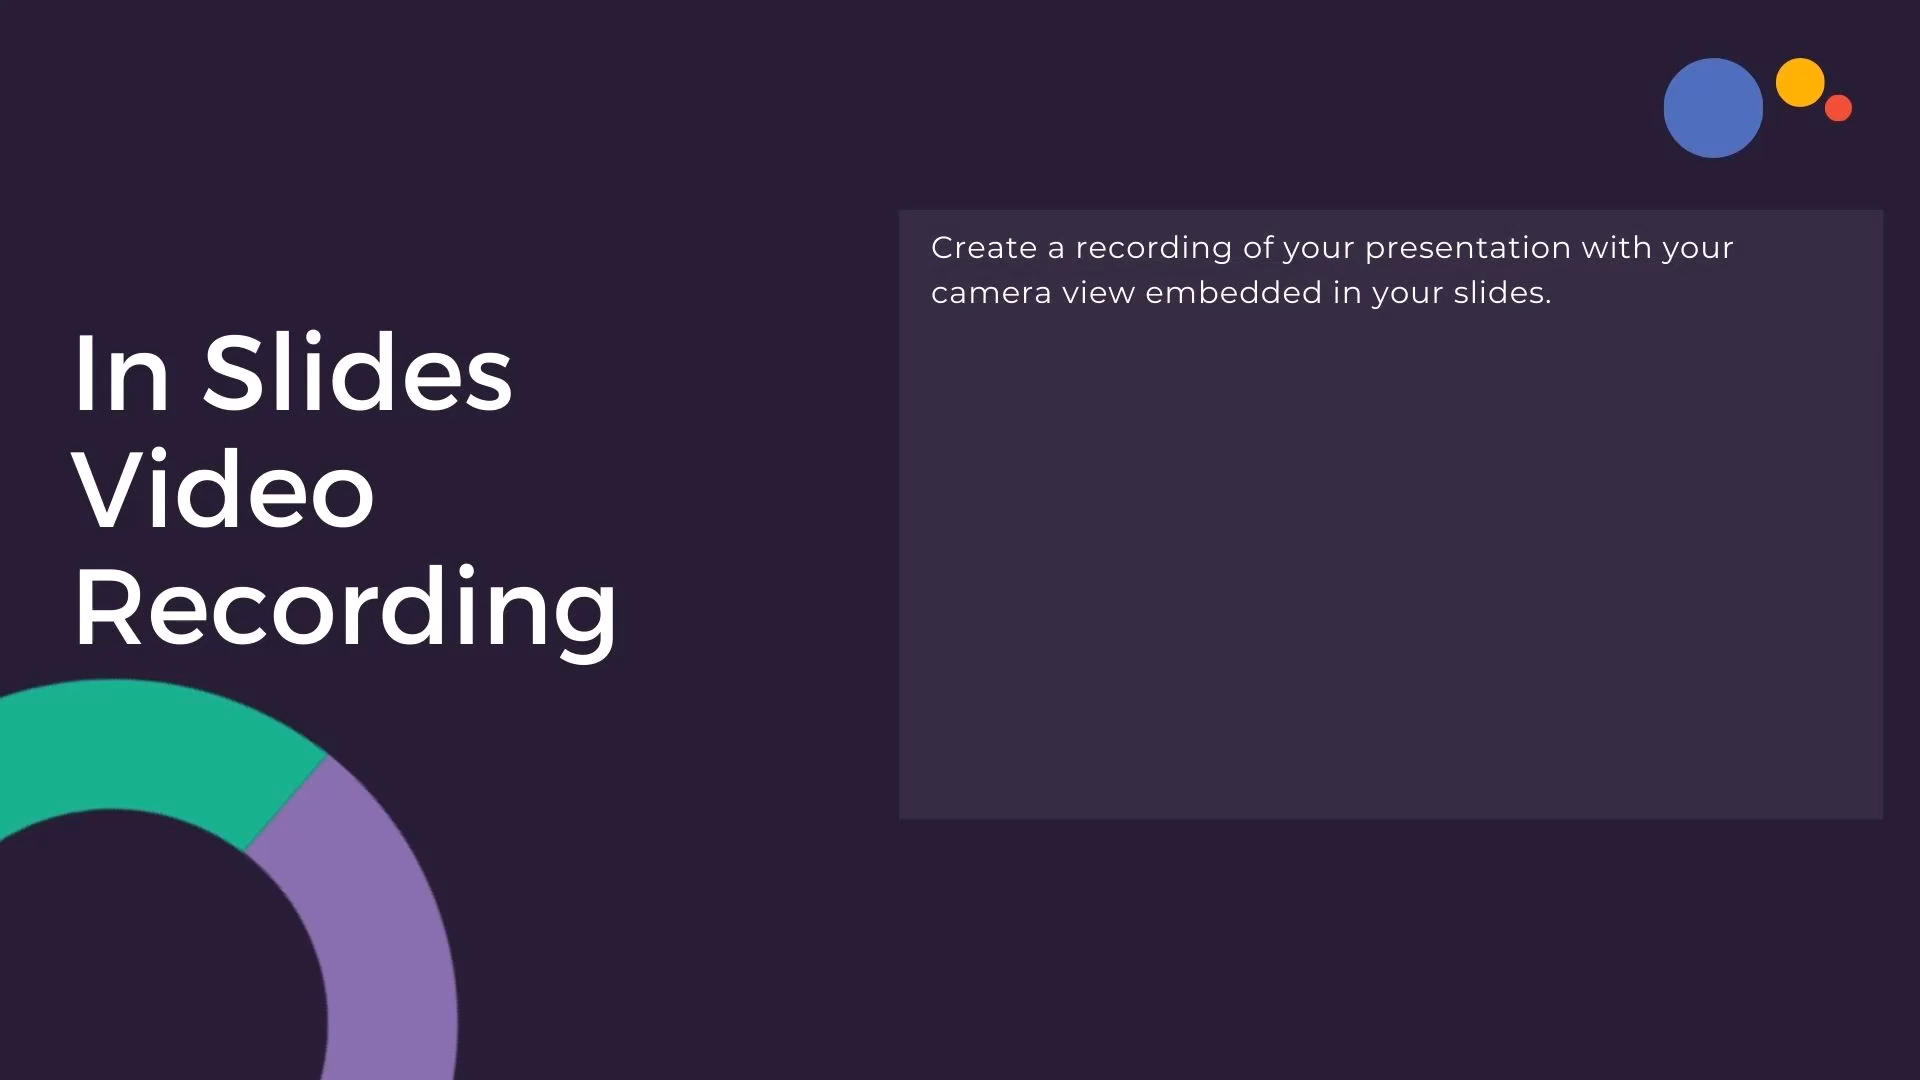 In Slides
Video
Recording
Create a recording of your presentation with your
camera view embedded in your slides.